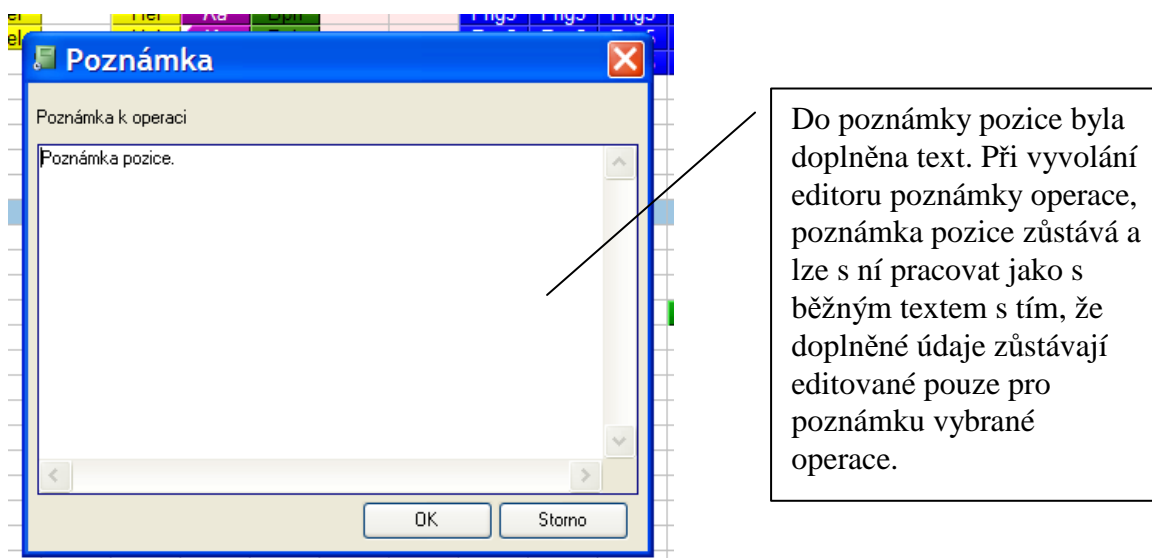 Poznámka
Poznámka k operaci
Poznámka pozice.
OK
Storno
Do poznámky pozice byla
doplněna text. Při vyvolání
editoru poznámky operace,
poznámka pozice zůstává a
lze s ní pracovat jako s
běžným textem s tím, že
doplněné údaje zůstávají
editované pouze pro
poznámku vybrané
operace.